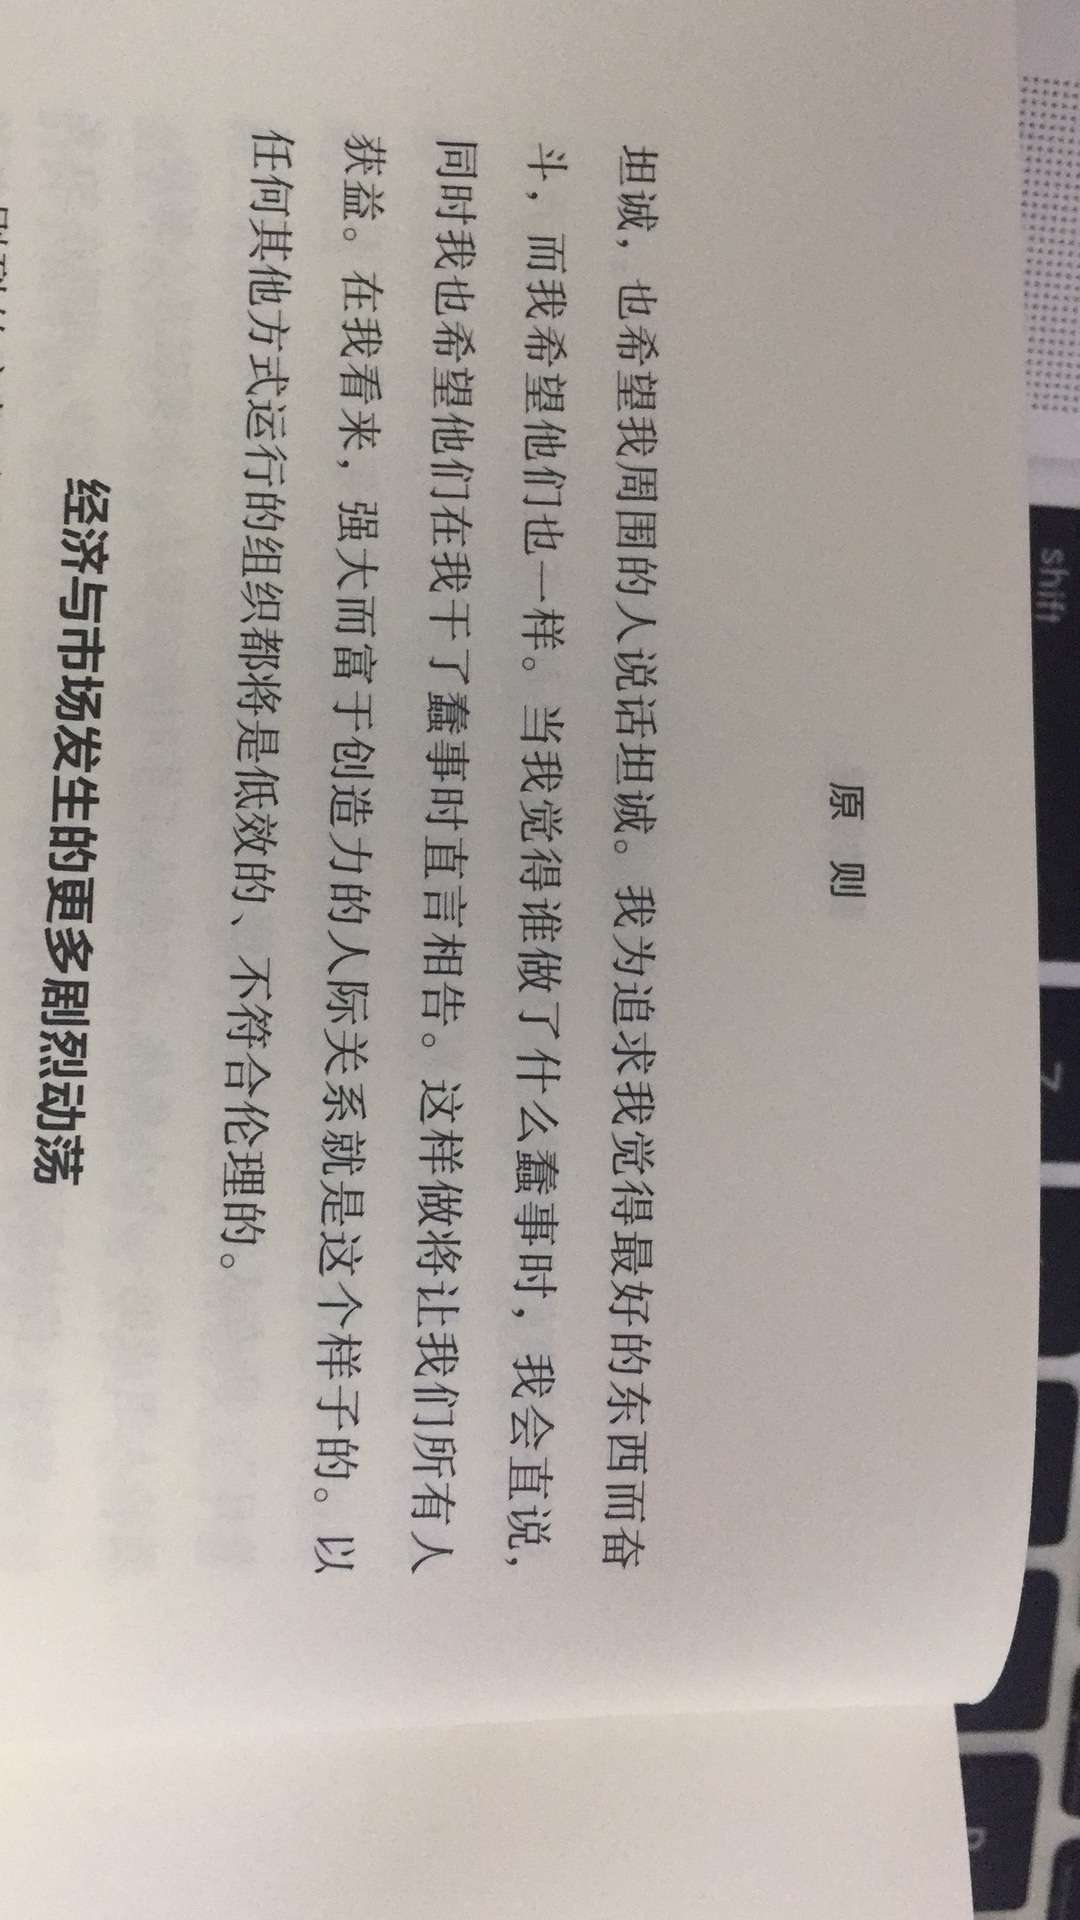 原 则
坦诚，也希望我周围的人说话坦诚。我为追求我觉得最好的东西而奋
斗，而我希望他们也一样。当我觉得谁做了什么蠢事时，我会直说，
同时我也希望他们在我干了蠢事时直言相告。这样做将让我们所有人
获益。在我看来，强大而富于创造力的人际关系就是这个样子的。以
任何其他方式运行的组织都将是低效的、不符合伦理的。
经济与市场发生的更多剧烈动荡
shift
Z